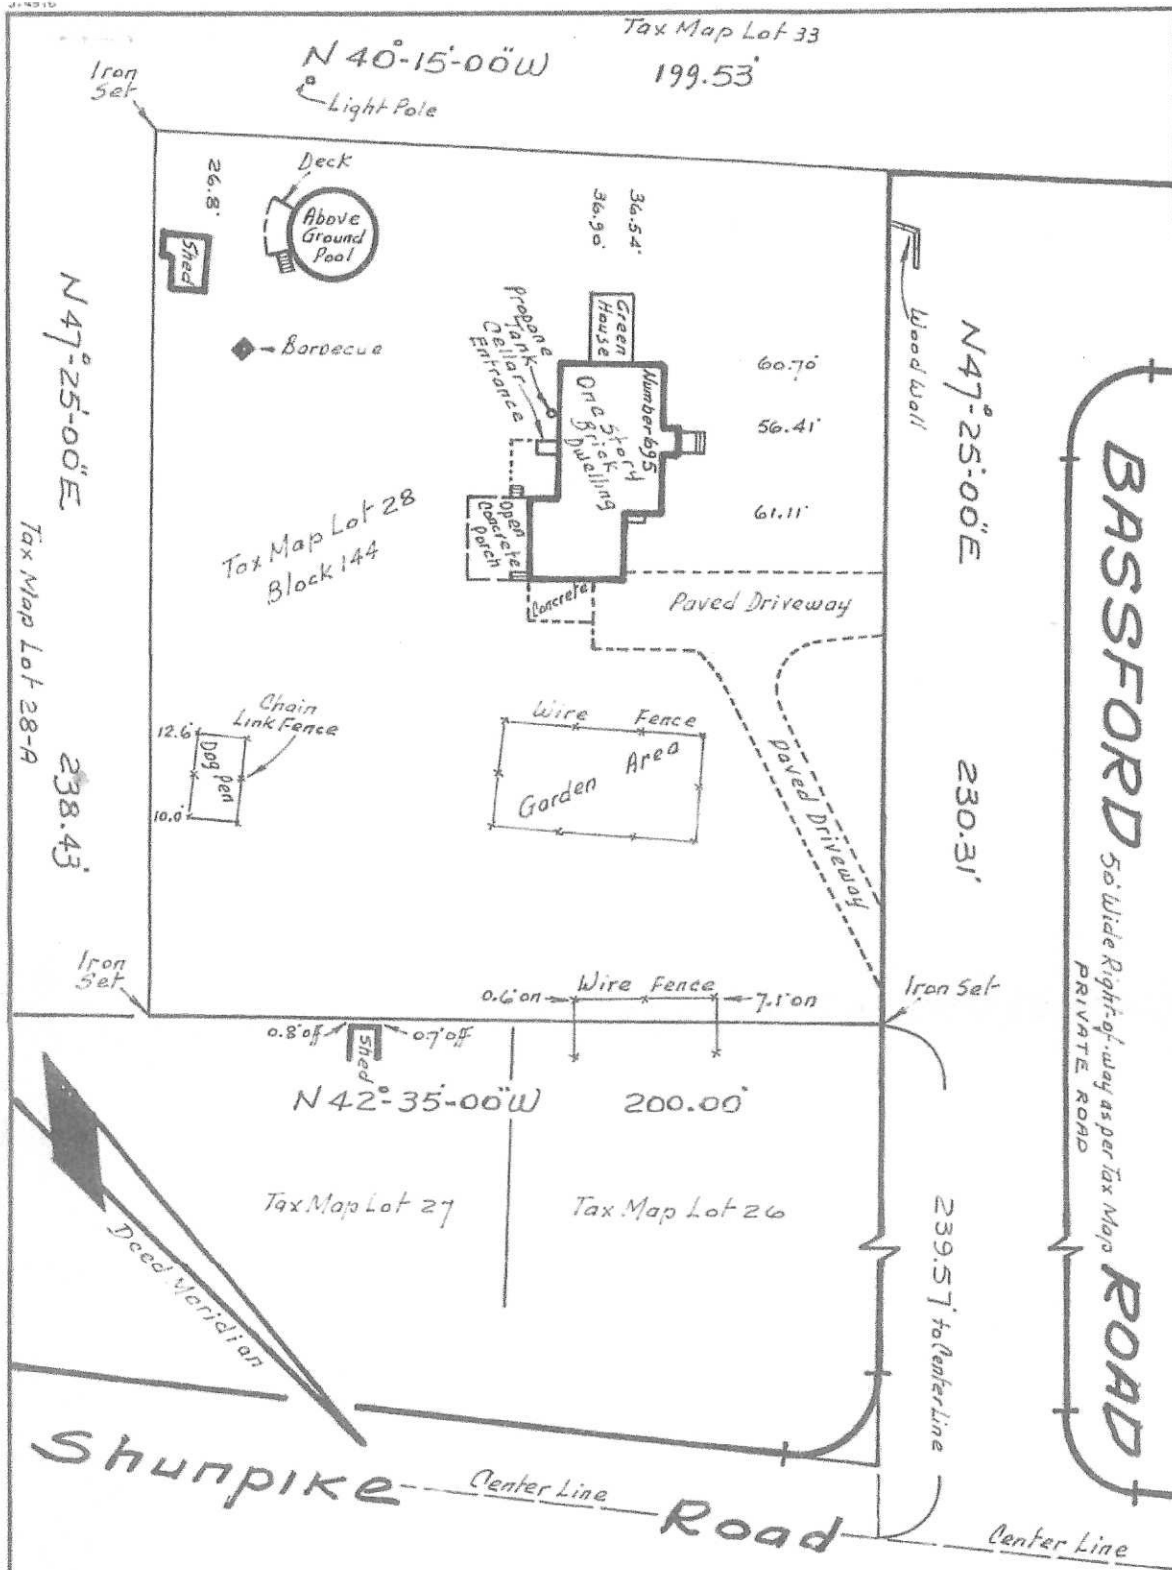 Tax Map Lot 33
N 40°-15'-00"W
199.53'
Iron
Set
Light Pole
Deck
26.8'
Above
Ground
Pool
Shed
36.54'
36.90'
Green
House
Propane
Tank
Cellar
Entrance
Barbecue
Number 695
One Story
Brick
Dwelling
60.70'
56.41'
61.11'
Wood Wall
N47°-25'-00"E
N47°-25'-00"E
Tax Map Lot 28
Block 144
Open
Concrete
Porch
Concrete
Paved Driveway
Tax Map Lot 28-A
238.43'
Chain
Link Fence
12.6'
Dog Pen
10.0'
Wire Fence
Garden Area
Paved Driveway
230.31'
BASSFORD ROAD
50' Wide Right-of-way as per Tax Map
PRIVATE ROAD
Iron
Set
0.6' on
Wire Fence
7.1' on
Iron Set
0.8' off
Shed
0.7' off
N 42°-35'-00"W
200.00'
Tax Map Lot 27
Tax Map Lot 26
239.57' to Center Line
Deed Meridian
Shunpike Road
Center Line
Center Line